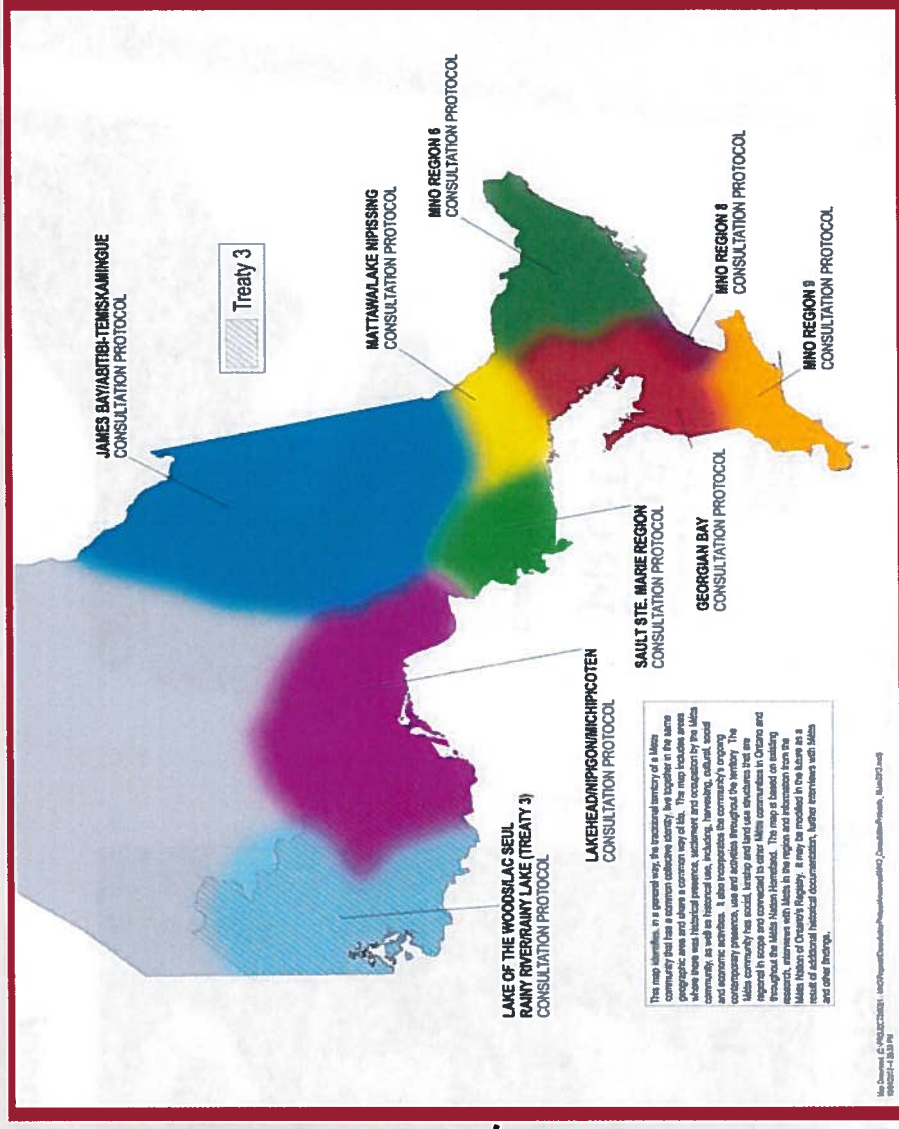 JAMES BAY/ABITIBI-TEMISKAMINGUE
CONSULTATION PROTOCOL
Treaty 3
MATTAWA/LAKE NIPISSING
CONSULTATION PROTOCOL
MNO REGION 6
CONSULTATION PROTOCOL
MNO REGION 8
CONSULTATION PROTOCOL
MNO REGION 9
CONSULTATION PROTOCOL
GEORGIAN BAY
CONSULTATION PROTOCOL
SAULT STE. MARIE REGION
CONSULTATION PROTOCOL
LAKEHEAD/NIPIGON/MICHIPICOTEN
CONSULTATION PROTOCOL
LAKE OF THE WOODS/LAC SEUL
RAINY RIVER/RAINY LAKE (TREATY 3)
CONSULTATION PROTOCOL
This map identifies, in a general way, the traditional territory of a Métis
community that has a common collective identity, live together in the same
geographic area and share a common way of life. The map includes areas
where there was historical presence, settlement and occupation by the Métis
community, as well as historical use, including, harvesting, cultural, social
and economic activities. It also incorporates the community's ongoing
contemporary presence, use and activities throughout the territory. The
Métis community has social, kinship and land use structures that are
regional in scope and connected to other Métis communities in Ontario and
throughout the Métis Nation Homeland. The map is based on existing
research, interviews with Métis in the region and information from the
Métis Nation of Ontario's Registry. It may be modified in the future as a
result of additional historical documentation, further interviews with Métis
and other findings.
Map Document: